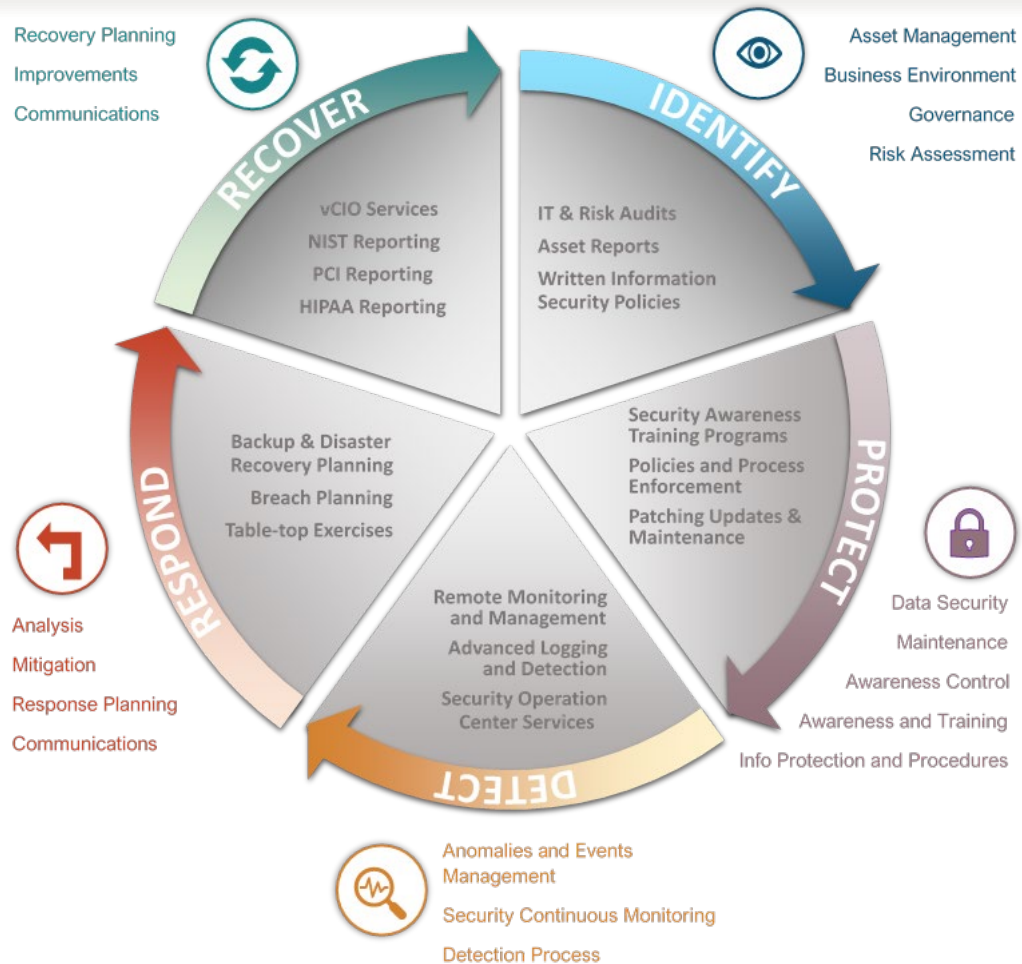 Recovery Planning
Improvements
Communications
RECOVER
vCIO Services
NIST Reporting
PCI Reporting
HIPAA Reporting
IDENTIFY
Asset Management
Business Environment
Governance
Risk Assessment
IT & Risk Audits
Asset Reports
Written Information
Security Policies
PROTECT
Security Awareness
Training Programs
Policies and Process
Enforcement
Patching Updates &
Maintenance
Data Security
Maintenance
Awareness Control
Awareness and Training
Info Protection and Procedures
DETECT
Remote Monitoring
and Management
Advanced Logging
and Detection
Security Operation
Center Services
Anomalies and Events
Management
Security Continuous Monitoring
Detection Process
RESPOND
Backup & Disaster
Recovery Planning
Breach Planning
Table-top Exercises
Analysis
Mitigation
Response Planning
Communications